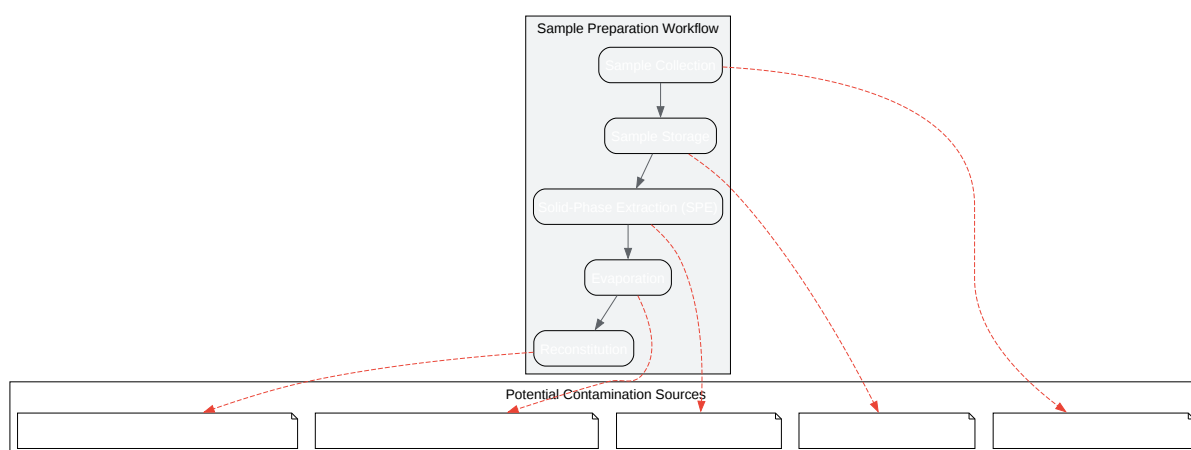 Sample Preparation Workflow
Sample Collection
Sample Storage
Solid-Phase Extraction (SPE)
Evaporation
Reconstitution
Potential Contamination Sources